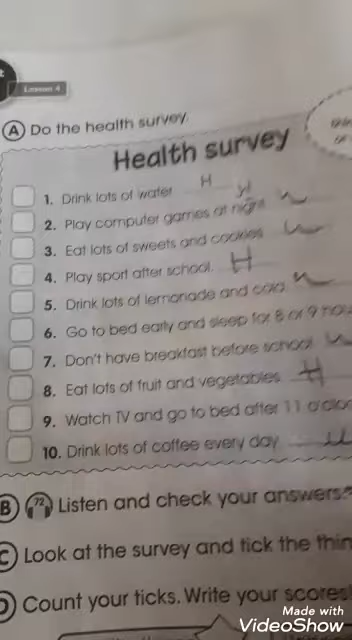 Lesson 4
A Do the health survey.
Health survey
1. Drink lots of water H
2. Play computer games at night
3. Eat lots of sweets and cookies
4. Play sport after school. H
5. Drink lots of lemonade and cola
6. Go to bed early and sleep for 8 or 9 hou
7. Don't have breakfast before school
8. Eat lots of fruit and vegetables H
9. Watch TV and go to bed after 11 o'cloc
10. Drink lots of coffee every day
B 72 Listen and check your answers.
C Look at the survey and tick the thin
D Count your ticks. Write your scores
Made with
VideoShow